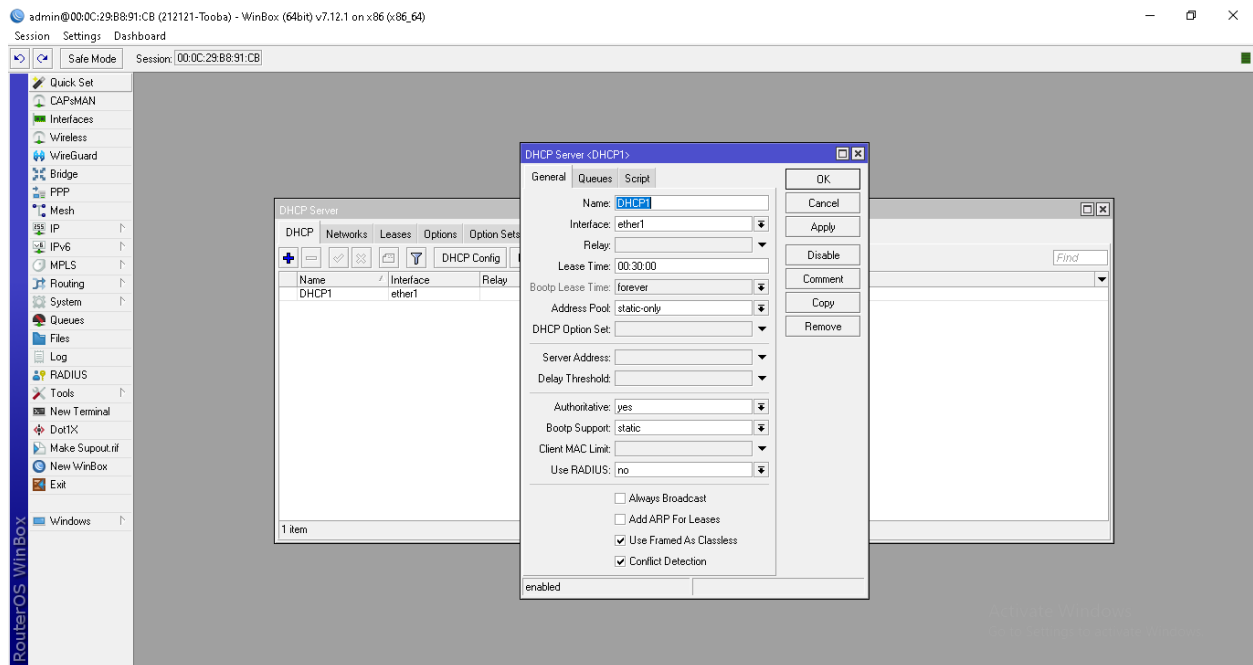 admin@00:0C:29:B8:91:CB (212121-Tooba) - WinBox (64bit) v7.12.1 on x86 (x86_64)
Session Settings Dashboard
Safe Mode Session: 00:0C:29:B8:91:CB
Quick Set
CAPsMAN
Interfaces
Wireless
WireGuard
Bridge
PPP
Mesh
IP
IPv6
MPLS
Routing
System
Queues
Files
Log
RADIUS
Tools
New Terminal
Dot1X
Make Supout.rif
New WinBox
Exit
Windows
RouterOS WinBox
DHCP Server
DHCP Networks Leases Options Option Sets
DHCP Config
Find
Name Interface Relay
DHCP1 ether1
1 item
DHCP Server <DHCP1>
General Queues Script
Name: DHCP1
Interface: ether1
Relay:
Lease Time: 00:30:00
Bootp Lease Time: forever
Address Pool: static-only
DHCP Option Set:
Server Address:
Delay Threshold:
Authoritative: yes
Bootp Support: static
Client MAC Limit:
Use RADIUS: no
Always Broadcast
Add ARP For Leases
Use Framed As Classless
Conflict Detection
enabled
OK
Cancel
Apply
Disable
Comment
Copy
Remove
Activate Windows